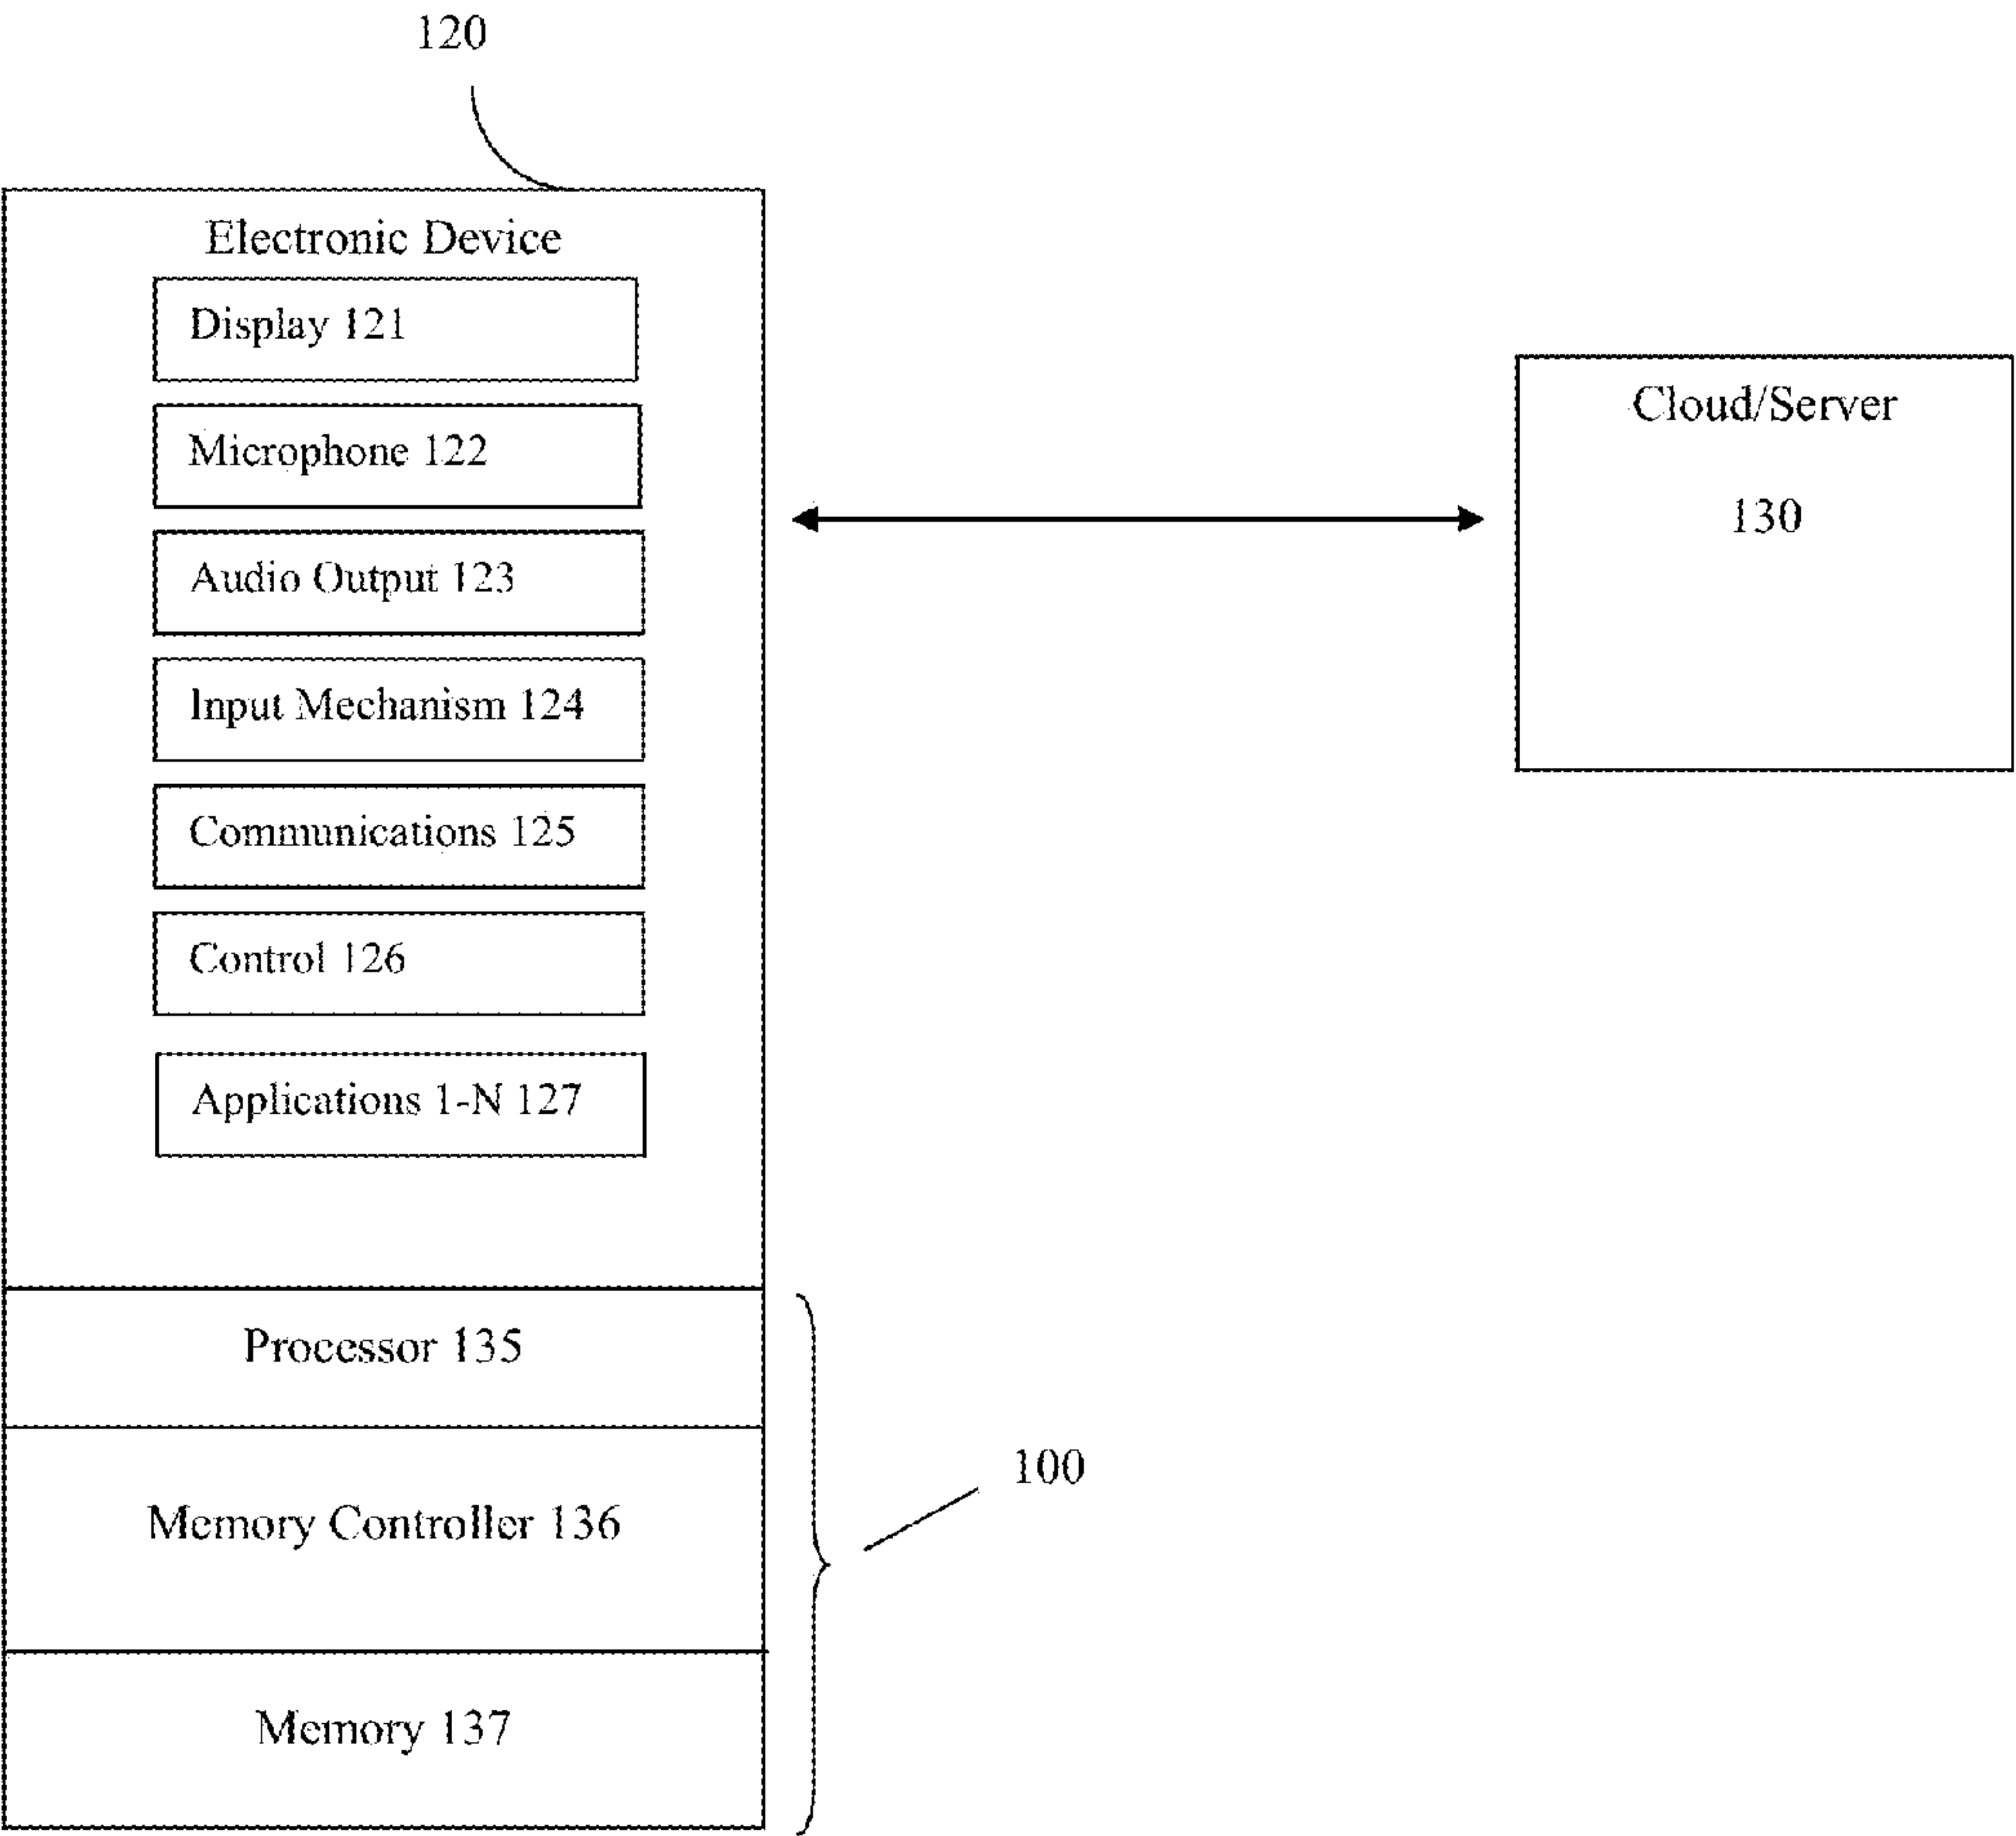 120
Electronic Device
Display 121
Microphone 122
Audio Output 123
Input Mechanism 124
Communications 125
Control 126
Applications 1-N 127
Cloud/Server
130
Processor 135
Memory Controller 136
Memory 137
100